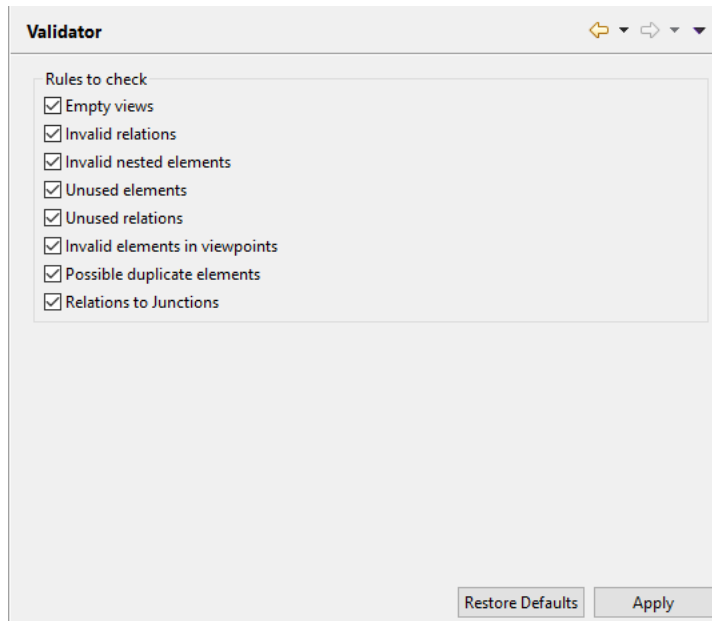 Validator
Rules to check
Empty views
Invalid relations
Invalid nested elements
Unused elements
Unused relations
Invalid elements in viewpoints
Possible duplicate elements
Relations to Junctions
Restore Defaults
Apply